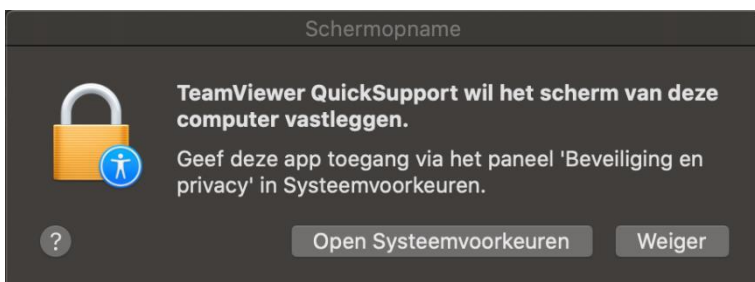 Schermopname
TeamViewer QuickSupport wil het scherm van deze
computer vastleggen.
Geef deze app toegang via het paneel 'Beveiliging en
privacy' in Systeemvoorkeuren.
?
Open Systeemvoorkeuren
Weiger